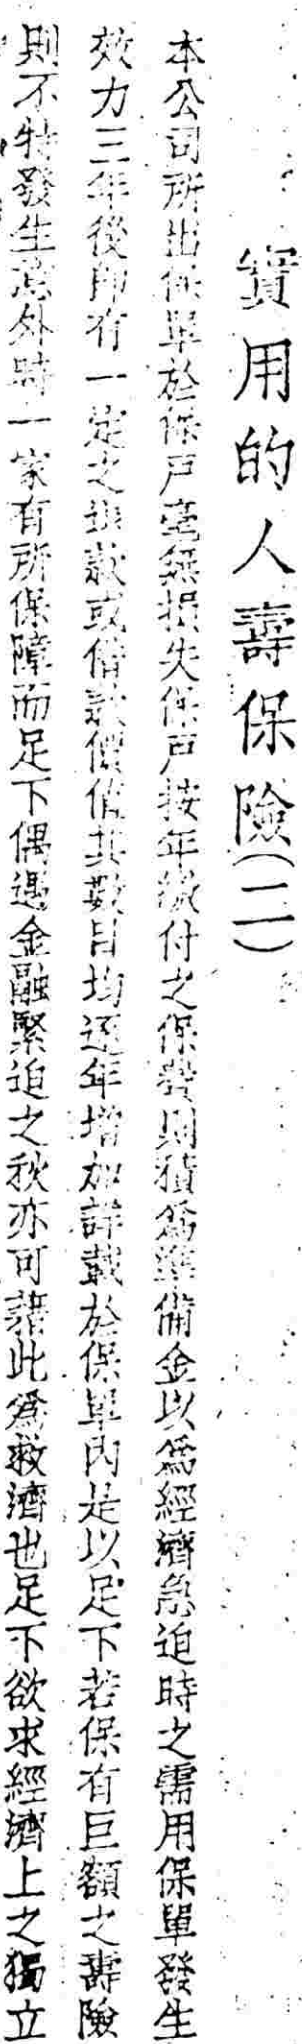 實用的人壽保險(二)
本公司所出保單於保戶毫無損失保戶按年繳付之保費則積爲準備金以爲經濟急迫時之需用保單發生
效力三年後即有一定之墊款或借款價值其數目均逐年增加詳載於保單內是以足下若保有巨額之壽險
則不特發生意外時一家有所保障而足下偶遇金融緊迫之秋亦可藉此爲救濟也足下欲求經濟上之獨立